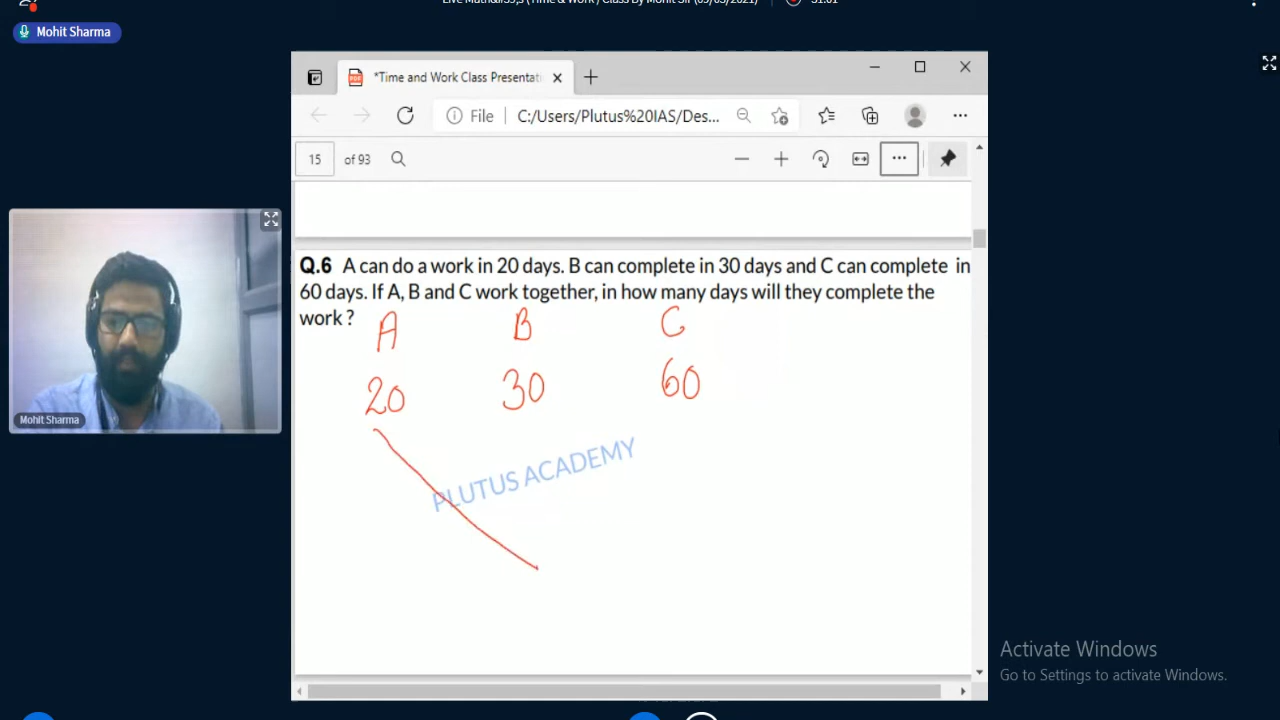 Mohit Sharma
*Time and Work Class Presentati
File C:/Users/Plutus%20IAS/Des...
15 of 93
Q.6 A can do a work in 20 days. B can complete in 30 days and C can complete in
60 days. If A, B and C work together, in how many days will they complete the
work ?
A B C
20 30 60
PLUTUS ACADEMY
Mohit Sharma
Activate Windows
Go to Settings to activate Windows.